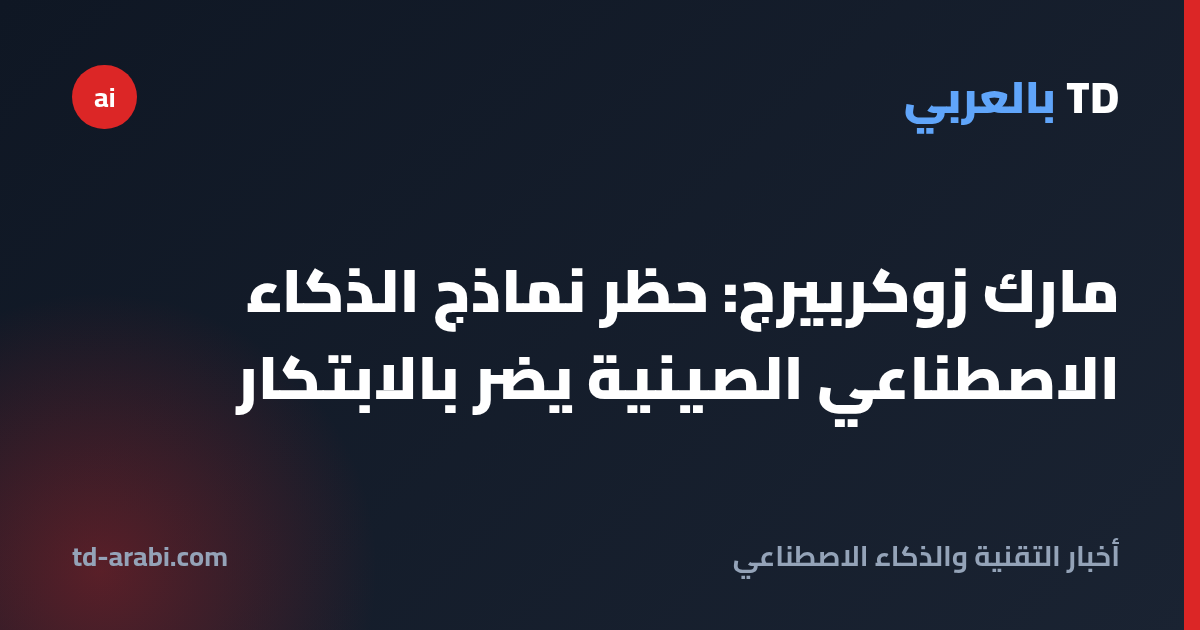 TD بالعربي
ai
مارك زوكربيرج: حظر نماذج الذكاء
الاصطناعي الصينية يضر بالابتكار
أخبار التقنية والذكاء الاصطناعي
td-arabi.com